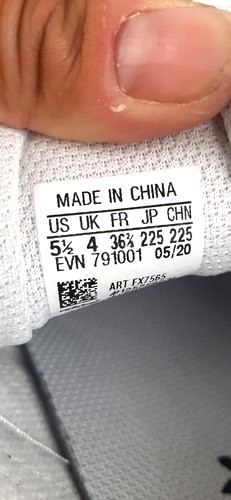 MADE IN CHINA
US UK FR JP CHN
5½ 4 36⅔ 225 225
EVN 791001 05/20
ART FX7565